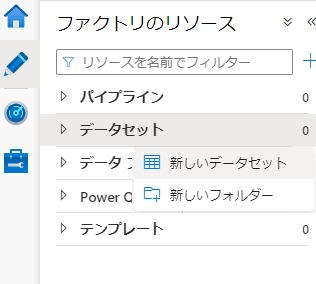 ファクトリのリソース
リソースを名前でフィルター
パイプライン 0
データセット 0
データ フ
新しいデータセット
Power Q
新しいフォルダー
テンプレート 0